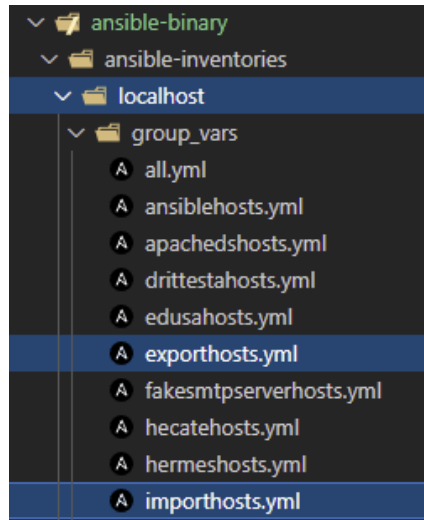 ansible-binary
ansible-inventories
localhost
group_vars
all.yml
ansiblehosts.yml
apachedshosts.yml
drittestahosts.yml
edusahosts.yml
exporthosts.yml
fakesmtpserverhosts.yml
hecatehosts.yml
hermeshosts.yml
importhosts.yml